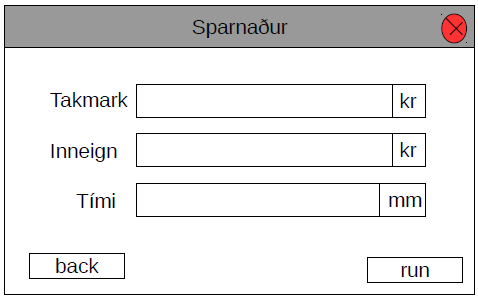 Sparnaður
Takmark kr
Inneign kr
Tími mm
back run